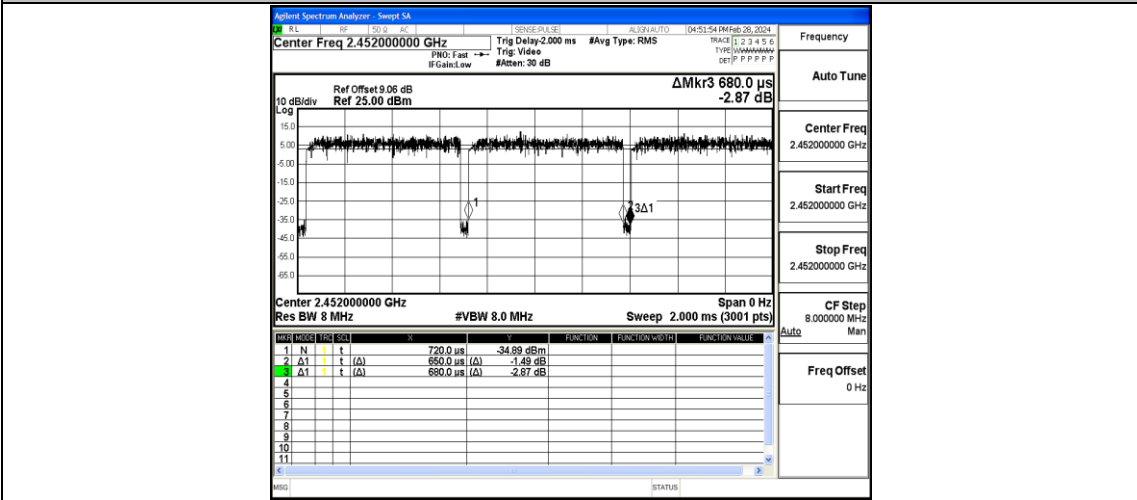 Agilent Spectrum Analyzer - Swept SA
RL RF 50 Ω AC SENSE:PULSE ALIGN AUTO 04:51:54 PM Feb 28, 2024
Center Freq 2.452000000 GHz
PNO: Fast
IFGain:Low
Trig Delay-2.000 ms
Trig: Video
#Atten: 30 dB
#Avg Type: RMS
TRACE 1 2 3 4 5 6
TYPE WWWWWW
DET P P P P P P
Frequency
Auto Tune
Center Freq
2.452000000 GHz
Start Freq
2.452000000 GHz
Stop Freq
2.452000000 GHz
CF Step
8.000000 MHz
Auto Man
Freq Offset
0 Hz
ΔMkr3 680.0 µs
-2.87 dB
Ref Offset 9.06 dB
10 dB/div Ref 25.00 dBm
Log
15.0
5.00
-5.00
-15.0
-25.0
-35.0
-45.0
-55.0
-65.0
1
3Δ1
Center 2.452000000 GHz Span 0 Hz
Res BW 8 MHz #VBW 8.0 MHz Sweep 2.000 ms (3001 pts)
MKR MODE TRC SCL X Y FUNCTION FUNCTION WIDTH FUNCTION VALUE
1 N 1 t 720.0 µs -34.89 dBm
2 Δ1 1 t (Δ) 650.0 µs (Δ) -1.49 dB
3 Δ1 1 t (Δ) 680.0 µs (Δ) -2.87 dB
4
5
6
7
8
9
10
11
MSG STATUS